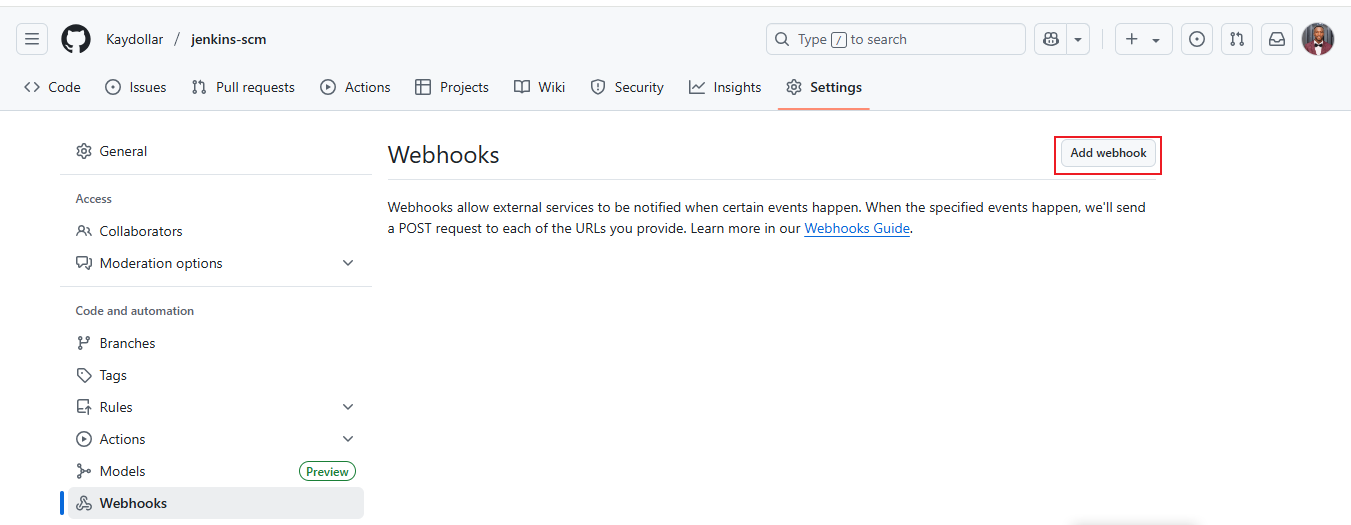 Kaydollar / jenkins-scm
Type / to search
Code
Issues
Pull requests
Actions
Projects
Wiki
Security
Insights
Settings
General
Access
Collaborators
Moderation options
Code and automation
Branches
Tags
Rules
Actions
Models Preview
Webhooks
Webhooks
Add webhook
Webhooks allow external services to be notified when certain events happen. When the specified events happen, we'll send
a POST request to each of the URLs you provide. Learn more in our Webhooks Guide.